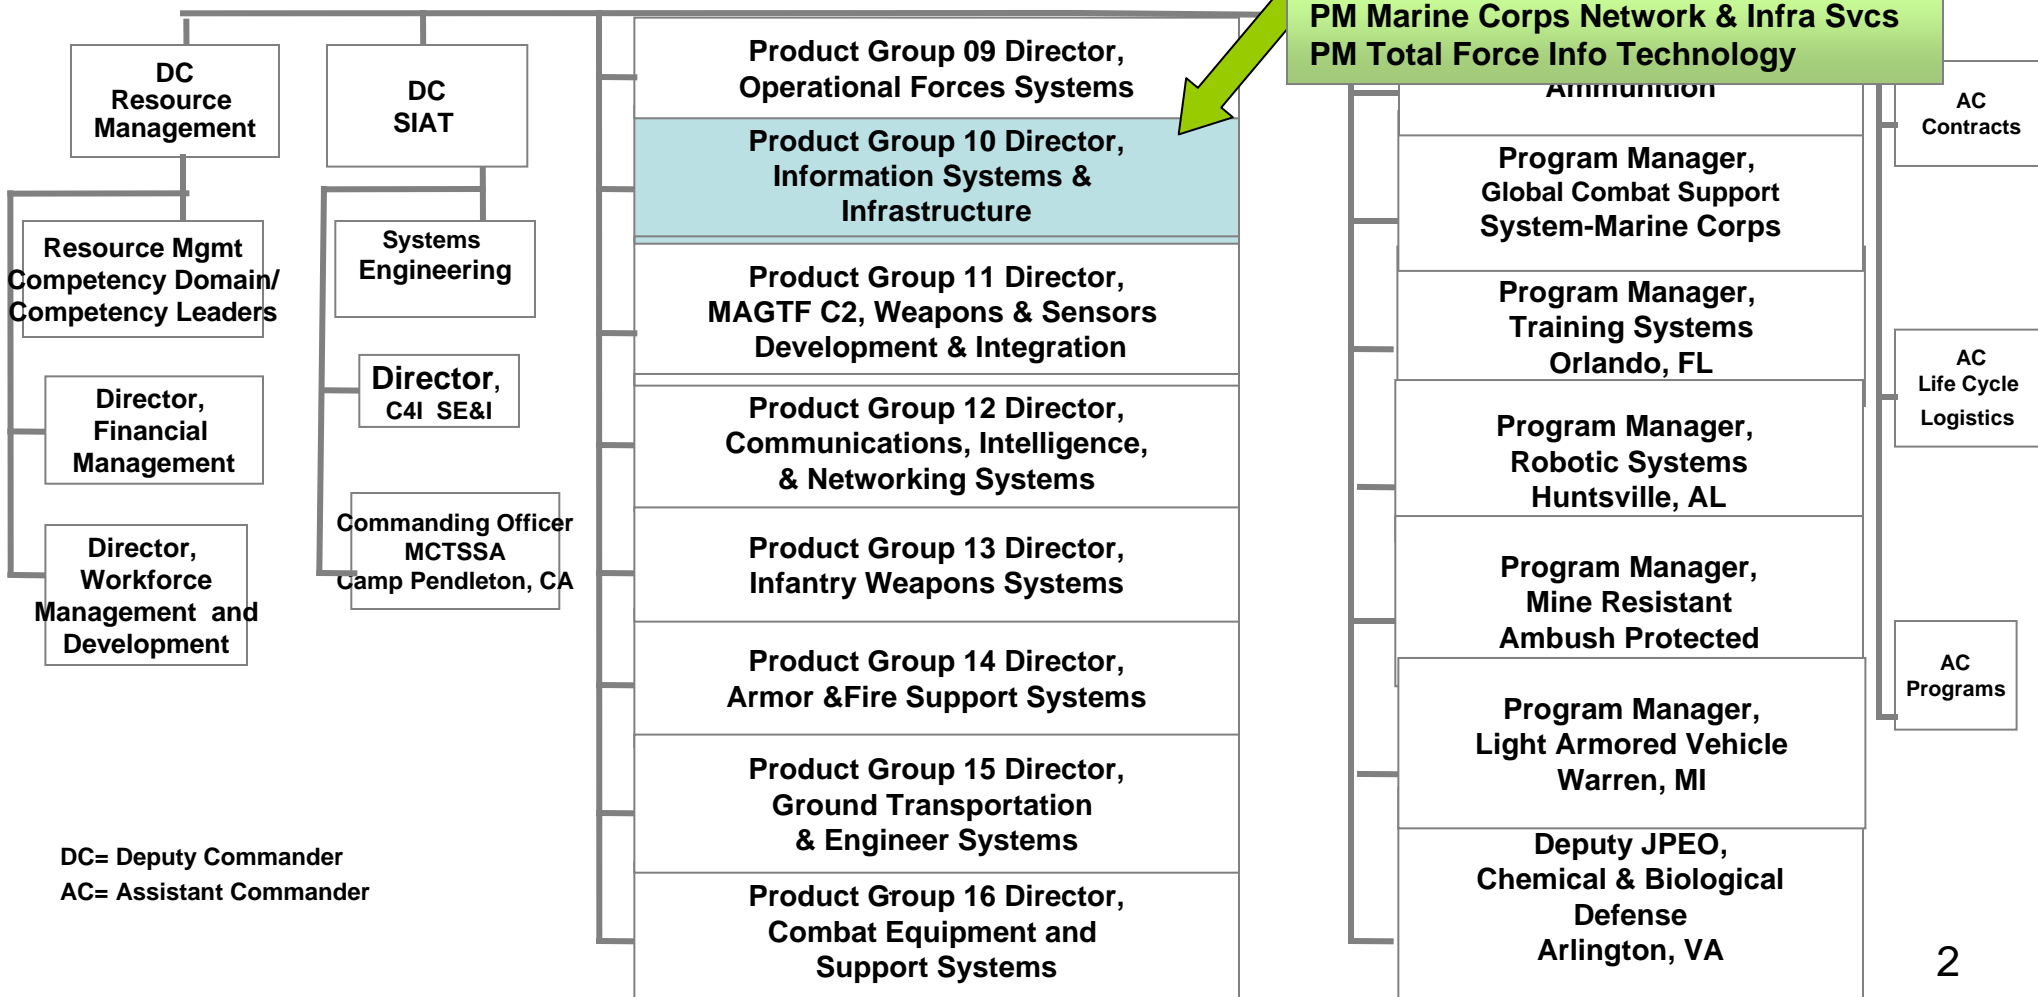 PM Marine Corps Network & Infra Svcs
PM Total Force Info Technology
DC
Resource
Management
Resource Mgmt
Competency Domain/
Competency Leaders
Director,
Financial
Management
Director,
Workforce
Management and
Development
DC
SIAT
Systems
Engineering
Director,
C4I SE&I
Commanding Officer
MCTSSA
Camp Pendleton, CA
Product Group 09 Director,
Operational Forces Systems
Product Group 10 Director,
Information Systems &
Infrastructure
Product Group 11 Director,
MAGTF C2, Weapons & Sensors
Development & Integration
Product Group 12 Director,
Communications, Intelligence,
& Networking Systems
Product Group 13 Director,
Infantry Weapons Systems
Product Group 14 Director,
Armor &Fire Support Systems
Product Group 15 Director,
Ground Transportation
& Engineer Systems
Product Group 16 Director,
Combat Equipment and
Support Systems
Ammunition
Program Manager,
Global Combat Support
System-Marine Corps
Program Manager,
Training Systems
Orlando, FL
Program Manager,
Robotic Systems
Huntsville, AL
Program Manager,
Mine Resistant
Ambush Protected
Program Manager,
Light Armored Vehicle
Warren, MI
Deputy JPEO,
Chemical & Biological
Defense
Arlington, VA
AC
Contracts
AC
Life Cycle
Logistics
AC
Programs
DC= Deputy Commander
AC= Assistant Commander
2